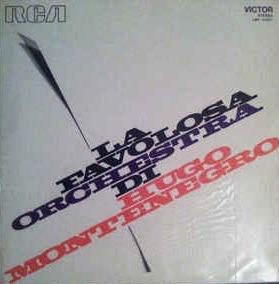 RCA
VICTOR
STEREO
LA
FAVOLOSA
ORCHESTRA
DI
HUGO
MONTENEGRO